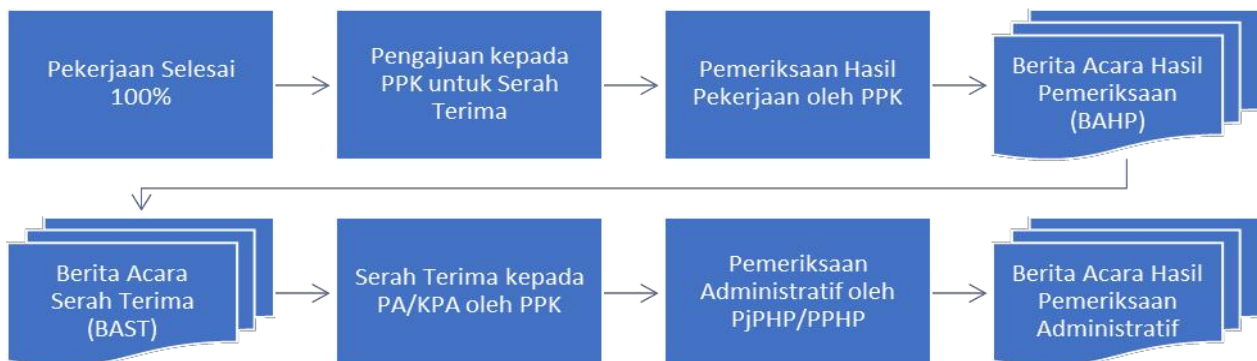 Pekerjaan Selesai
100%
Pengajuan kepada
PPK untuk Serah
Terima
Pemeriksaan Hasil
Pekerjaan oleh PPK
Berita Acara Hasil
Pemeriksaan
(BAHP)
Berita Acara
Serah Terima
(BAST)
Serah Terima kepada
PA/KPA oleh PPK
Pemeriksaan
Administratif oleh
PjPHP/PPHP
Berita Acara Hasil
Pemeriksaan
Administratif